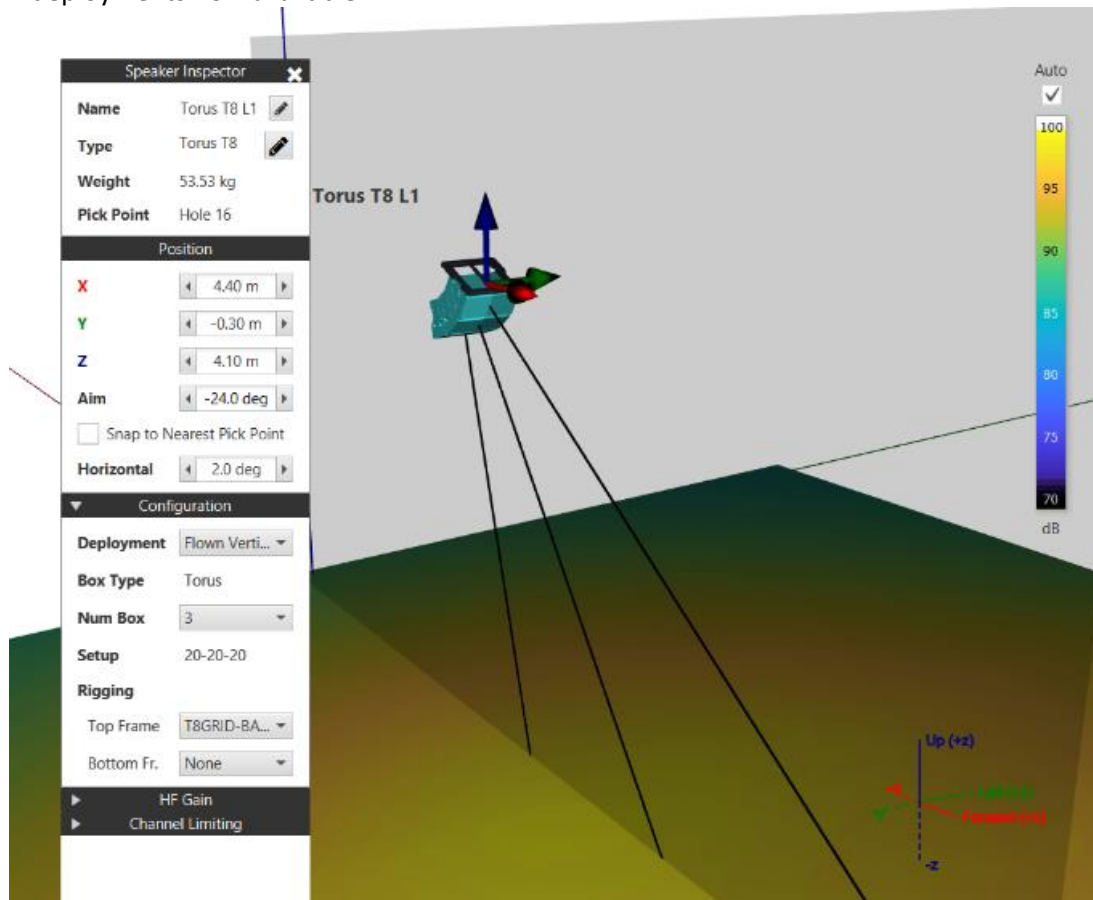 Speaker Inspector
Name Torus T8 L1
Type Torus T8
Weight 53.53 kg
Pick Point Hole 16
Position
X 4.40 m
Y -0.30 m
Z 4.10 m
Aim -24.0 deg
Snap to Nearest Pick Point
Horizontal 2.0 deg
Configuration
Deployment Flown Verti...
Box Type Torus
Num Box 3
Setup 20-20-20
Rigging
Top Frame T8GRID-BA...
Bottom Fr. None
HF Gain
Channel Limiting
Torus T8 L1
Auto
100
95
90
85
80
75
70
dB
Up (+z)
-z